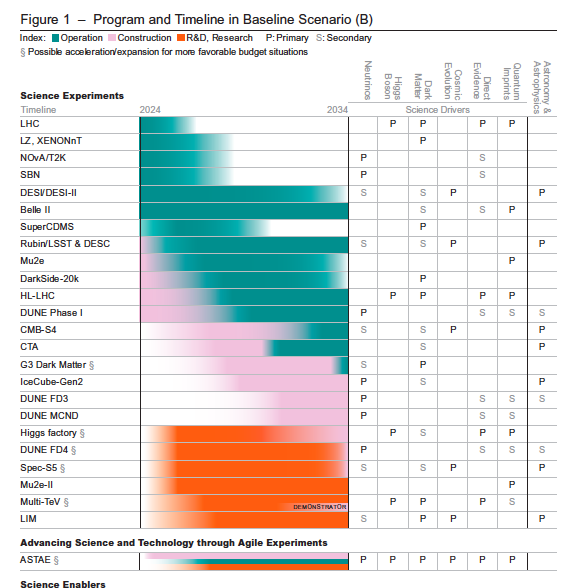 Figure 1 – Program and Timeline in Baseline Scenario (B)
Index: Operation Construction R&D, Research P: Primary S: Secondary
§ Possible acceleration/expansion for more favorable budget situations
Neutrinos
Higgs Boson
Dark Matter
Cosmic Evolution
Direct Evidence
Quantum Imprints
Astronomy & Astrophysics
Science Experiments
Timeline 2024 2034 Science Drivers
LHC P P P P
LZ, XENONnT P
NOvA/T2K P S
SBN P S
DESI/DESI-II S S P P
Belle II S S P
SuperCDMS P
Rubin/LSST & DESC S S P P
Mu2e P
DarkSide-20k P
HL-LHC P P P P
DUNE Phase I P S S S
CMB-S4 S S P P
CTA S P
G3 Dark Matter § S P
IceCube-Gen2 P S P
DUNE FD3 P S S S
DUNE MCND P S S
Higgs factory § P S P P
DUNE FD4 § P S S S
Spec-S5 § S S P P
Mu2e-II P
Multi-TeV § DEMONSTRATOR P P P S
LIM S P P P
Advancing Science and Technology through Agile Experiments
ASTAE § P P P P P P
Science Enablers